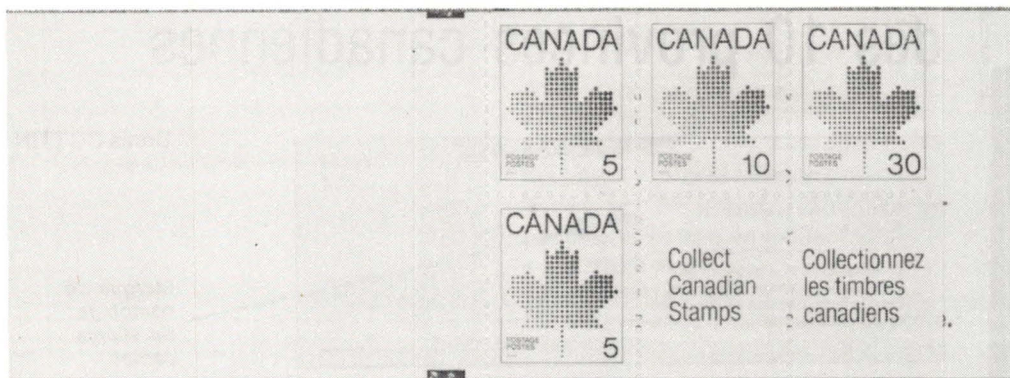 CANADA
POSTAGE
POSTES
5
CANADA
POSTAGE
POSTES
10
CANADA
POSTAGE
POSTES
30
CANADA
POSTAGE
POSTES
5
Collect
Canadian
Stamps
Collectionnez
les timbres
canadiens
canadiennes